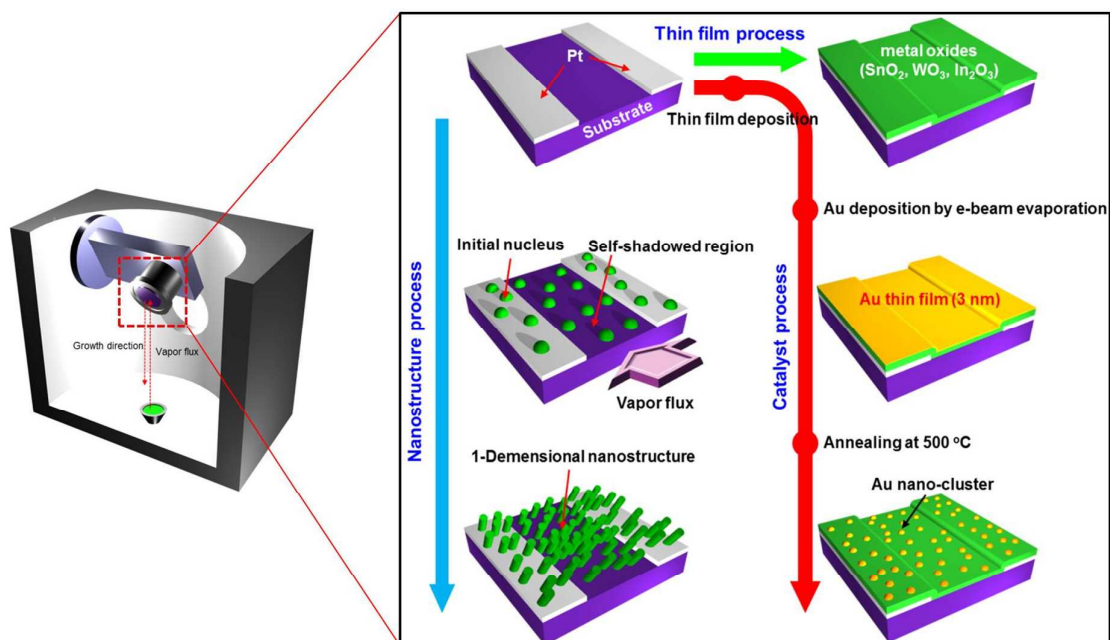 Thin film process
Pt
metal oxides
(SnO₂, WO₃, In₂O₃)
Substrate
Thin film deposition
Au deposition by e-beam evaporation
Initial nucleus
Self-shadowed region
Au thin film (3 nm)
Growth direction
Vapor flux
Vapor flux
Nanostructure process
Catalyst process
Annealing at 500 °C
1-Demensional nanostructure
Au nano-cluster